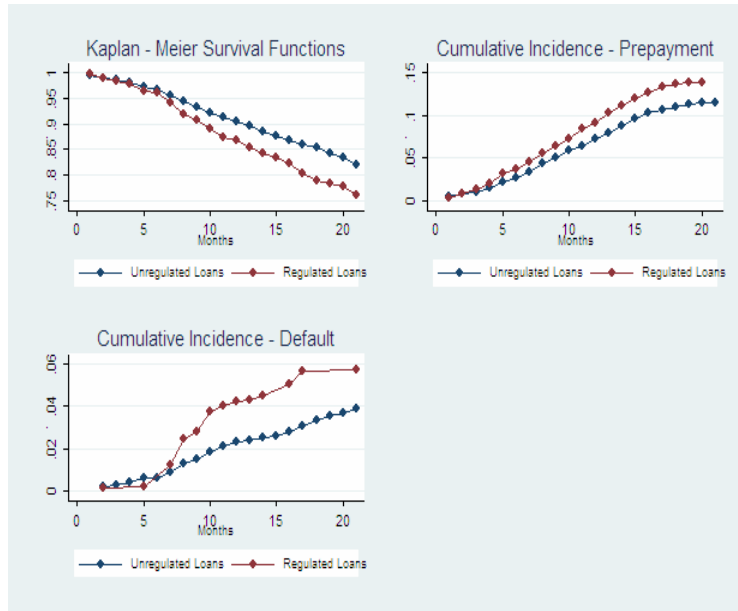 Kaplan - Meier Survival Functions
1
.95
.9
.85
.8
.75
0 5 10 15 20
Months
Unregulated Loans Regulated Loans
Cumulative Incidence - Prepayment
.15
.1
.05
0
0 5 10 15 20
Months
Unregulated Loans Regulated Loans
Cumulative Incidence - Default
.06
.04
.02
0
0 5 10 15 20
Months
Unregulated Loans Regulated Loans